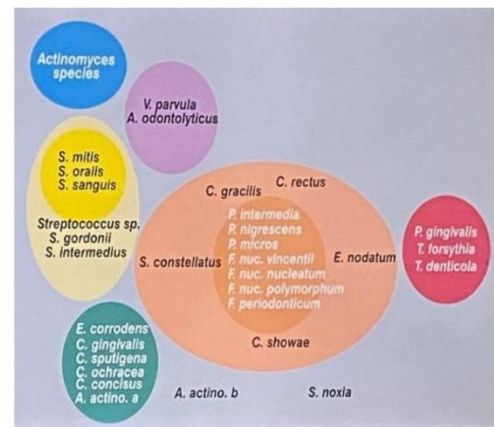 Actinomyces
species
V. parvula
A. odontolyticus
S. mitis
S. oralis
S. sanguis
Streptococcus sp.
S. gordonii
S. intermedius
C. gracilis
C. rectus
P. intermedia
P. nigrescens
P. micros
F. nuc. vincentii
F. nuc. nucleatum
F. nuc. polymorphum
F. periodonticum
S. constellatus
E. nodatum
C. showae
P. gingivalis
T. forsythia
T. denticola
E. corrodens
C. gingivalis
C. sputigena
C. ochracea
C. concisus
A. actino. a
A. actino. b
S. noxia